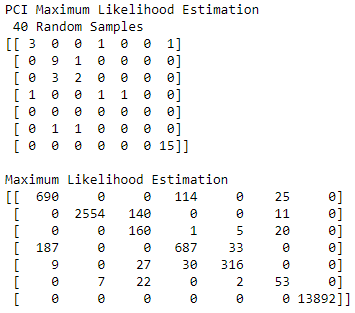 PCI Maximum Likelihood Estimation
40 Random Samples
[[ 3 0 0 1 0 0 1]
[ 0 9 1 0 0 0 0]
[ 0 3 2 0 0 0 0]
[ 1 0 0 1 1 0 0]
[ 0 0 0 0 0 0 0]
[ 0 1 1 0 0 0 0]
[ 0 0 0 0 0 0 15]]
Maximum Likelihood Estimation
[[ 690 0 0 114 0 25 0]
[ 0 2554 140 0 0 11 0]
[ 0 0 160 1 5 20 0]
[ 187 0 0 687 33 0 0]
[ 9 0 27 30 316 0 0]
[ 0 7 22 0 2 53 0]
[ 0 0 0 0 0 0 13892]]